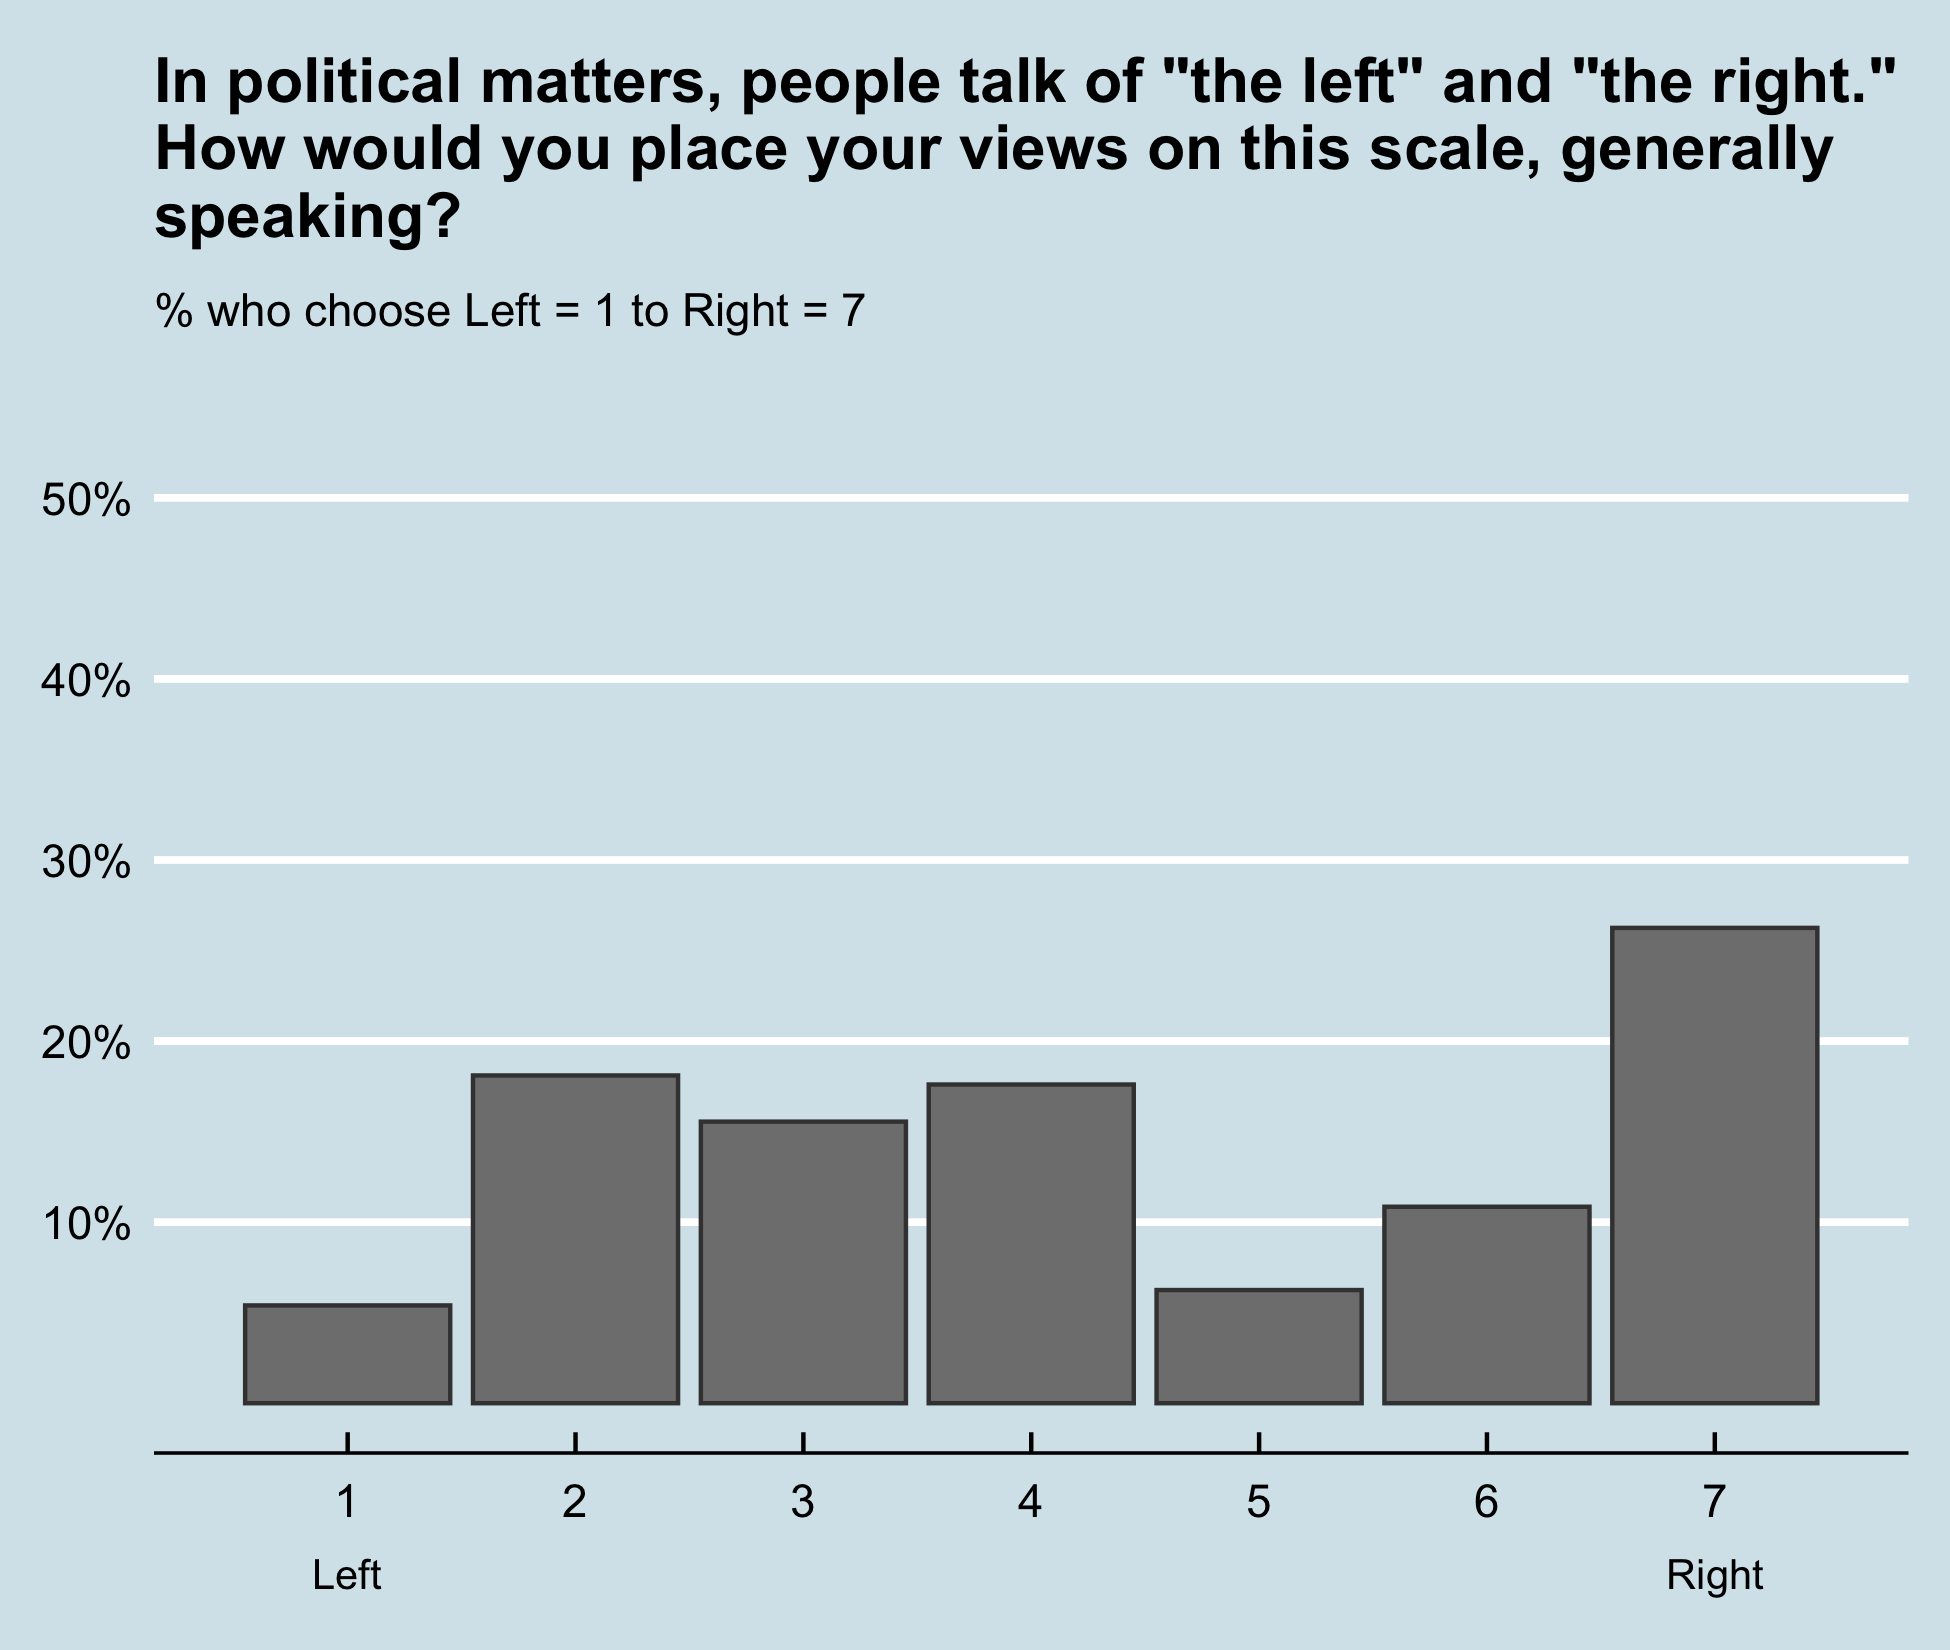 In political matters, people talk of "the left" and "the right."
How would you place your views on this scale, generally
speaking?
% who choose Left = 1 to Right = 7
50%
40%
30%
20%
10%
1 2 3 4 5 6 7
Left Right